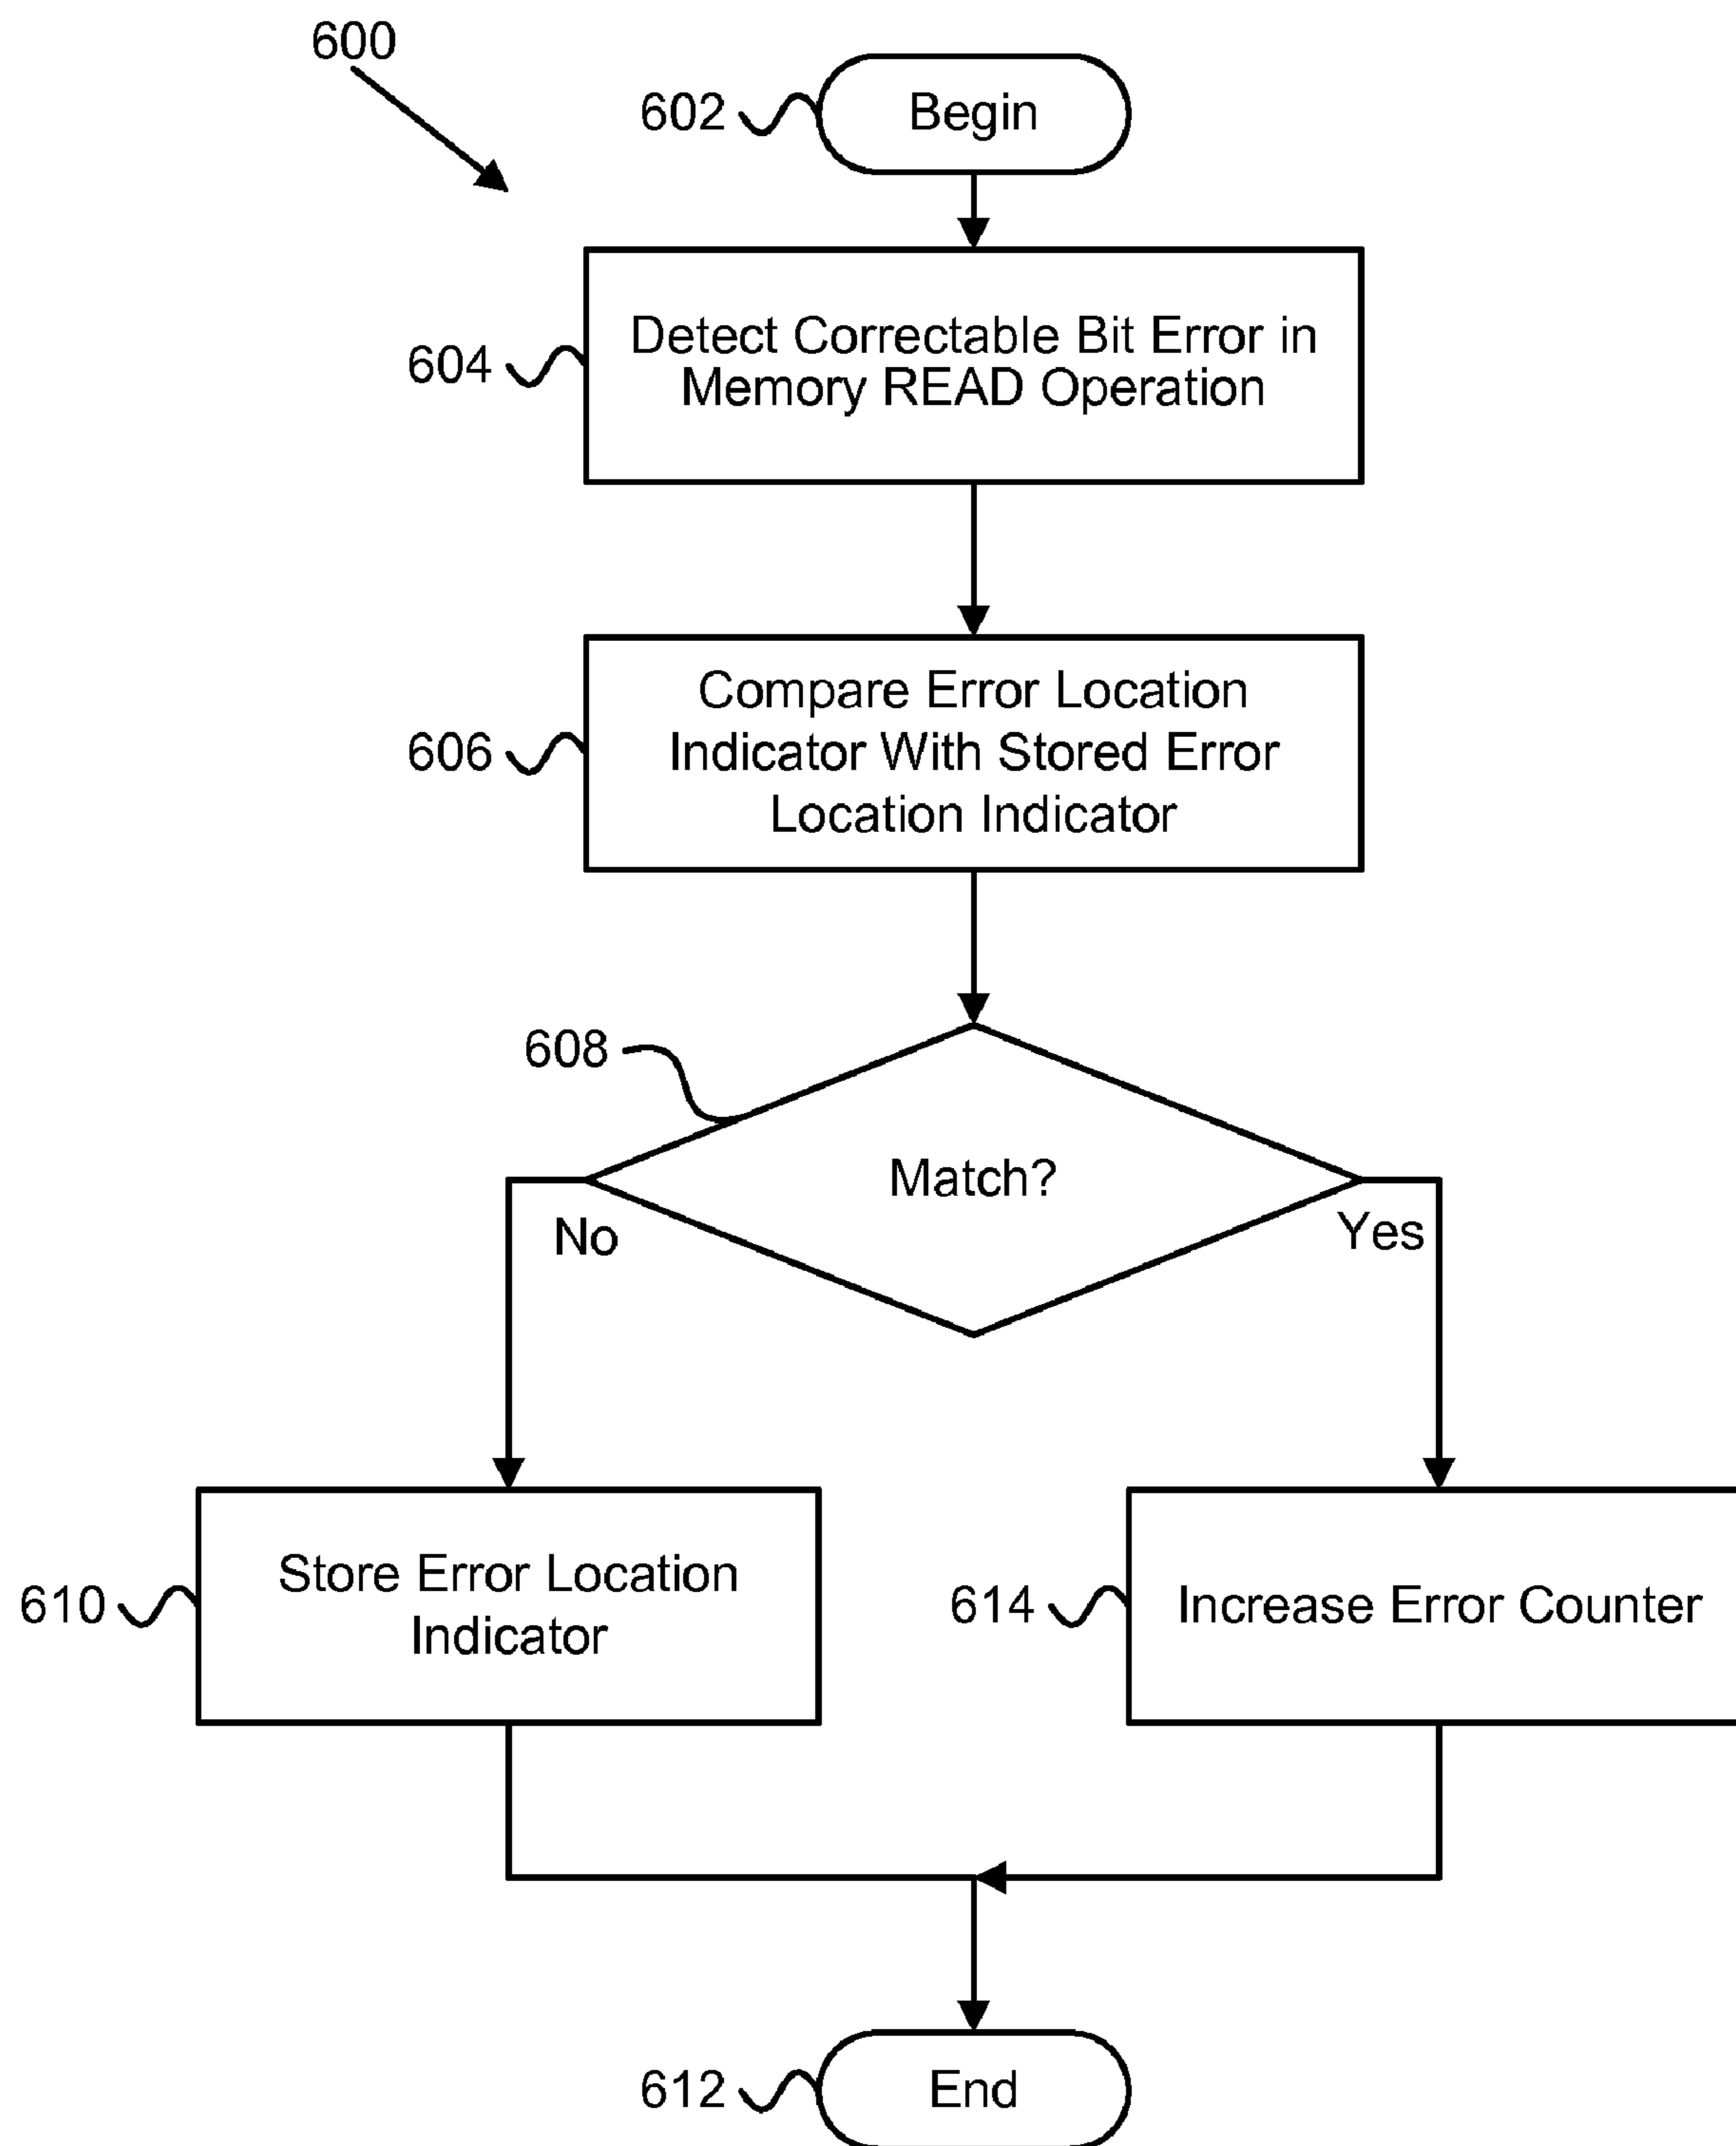 600
602
Begin
604
Detect Correctable Bit Error in
Memory READ Operation
606
Compare Error Location
Indicator With Stored Error
Location Indicator
608
Match?
No
Yes
610
Store Error Location
Indicator
614
Increase Error Counter
612
End